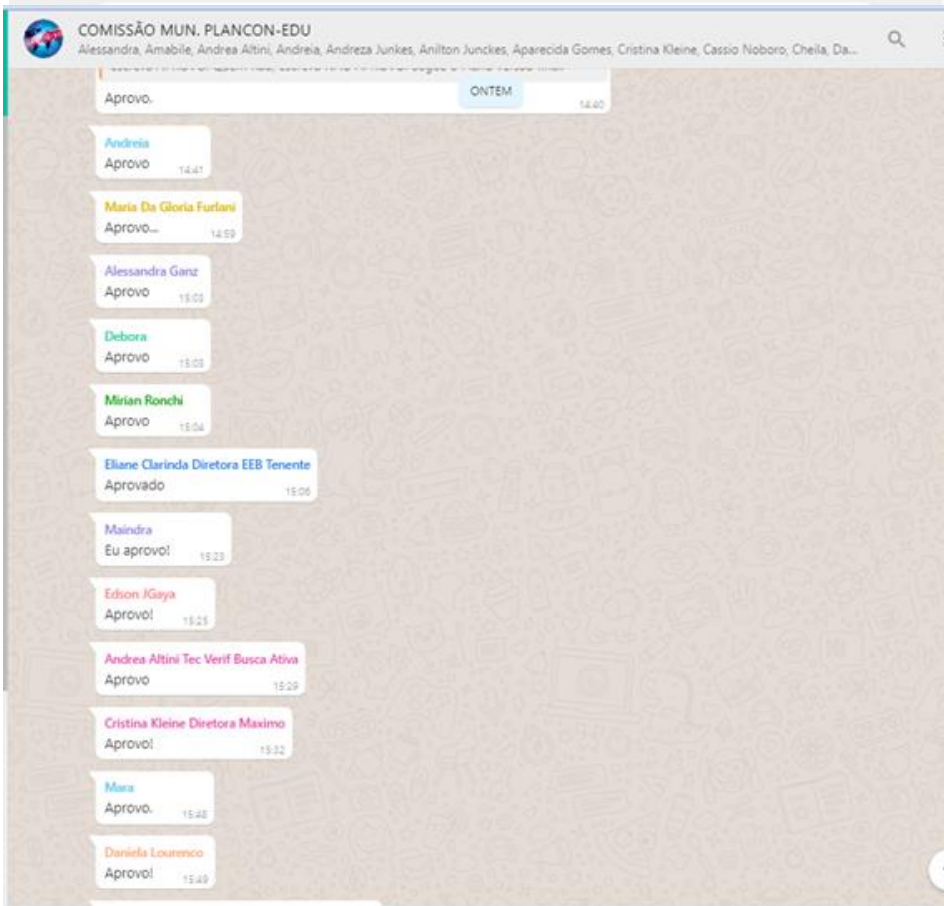 COMISSÃO MUN. PLANCON-EDU
Alessandra, Amabile, Andrea Altini, Andreia, Andreza Junkes, Anilton Junckes, Aparecida Gomes, Cristina Kleine, Cassio Noboro, Cheila, Da...
ONTEM
Aprovo.
14:40
Andreia
Aprovo
14:41
Maria Da Gloria Furlani
Aprovo...
14:59
Alessandra Ganz
Aprovo
15:03
Debora
Aprovo
15:03
Mirian Ronchi
Aprovo
15:04
Eliane Clarinda Diretora EEB Tenente
Aprovado
15:06
Maindra
Eu aprovo!
15:23
Edson JGaya
Aprovo!
15:25
Andrea Altini Tec Verif Busca Ativa
Aprovo
15:29
Cristina Kleine Diretora Maximo
Aprovo!
15:32
Mara
Aprovo.
15:48
Daniela Lourenco
Aprovo!
15:49